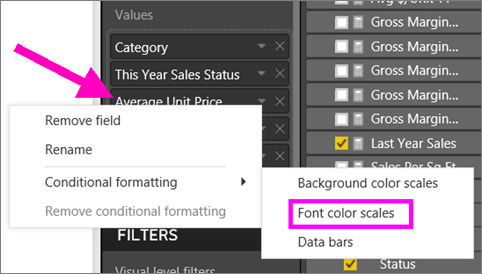 Values
Category
This Year Sales Status
Average Unit Price
Remove field
Rename
Conditional formatting
Remove conditional formatting
Background color scales
Font color scales
Data bars
FILTERS
Visual level filters
Gross Margin...
Gross Margin...
Gross Margin...
Gross Margin...
Gross Margin...
Last Year Sales
Sales Per Sq Ft
Status